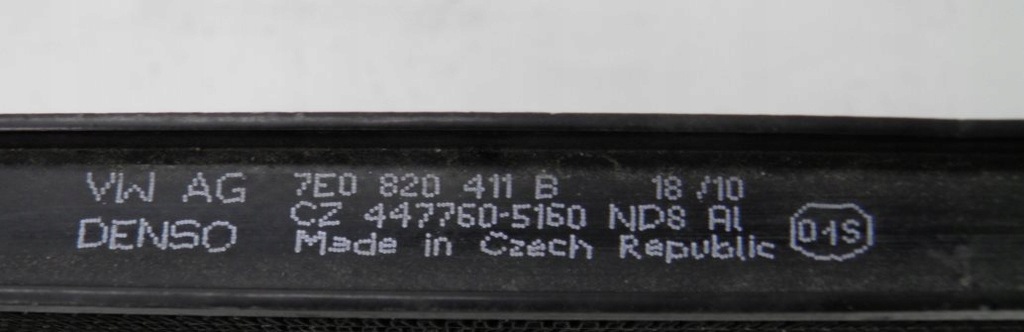 VW AG 7E0 820 411 B 18/10
DENSO CZ 447760-5160 ND8 Al
Made in Czech Republic 01S